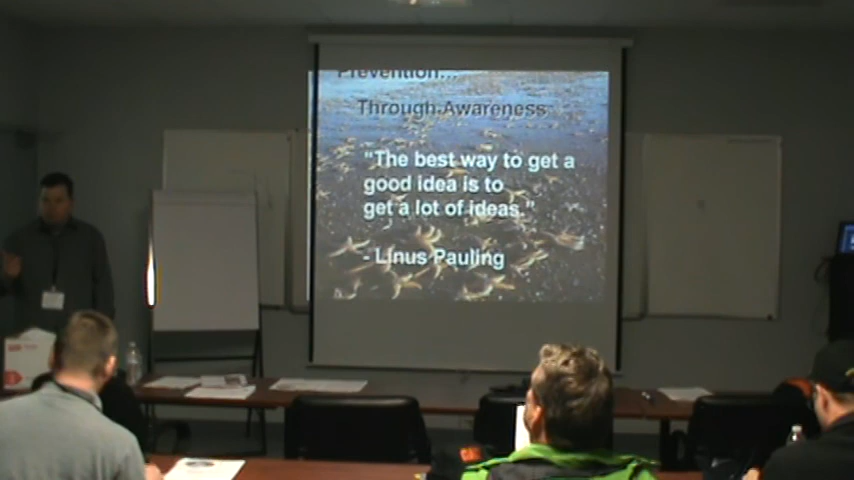 Prevention...
Through Awareness
"The best way to get a
good idea is to
get a lot of ideas."
- Linus Pauling